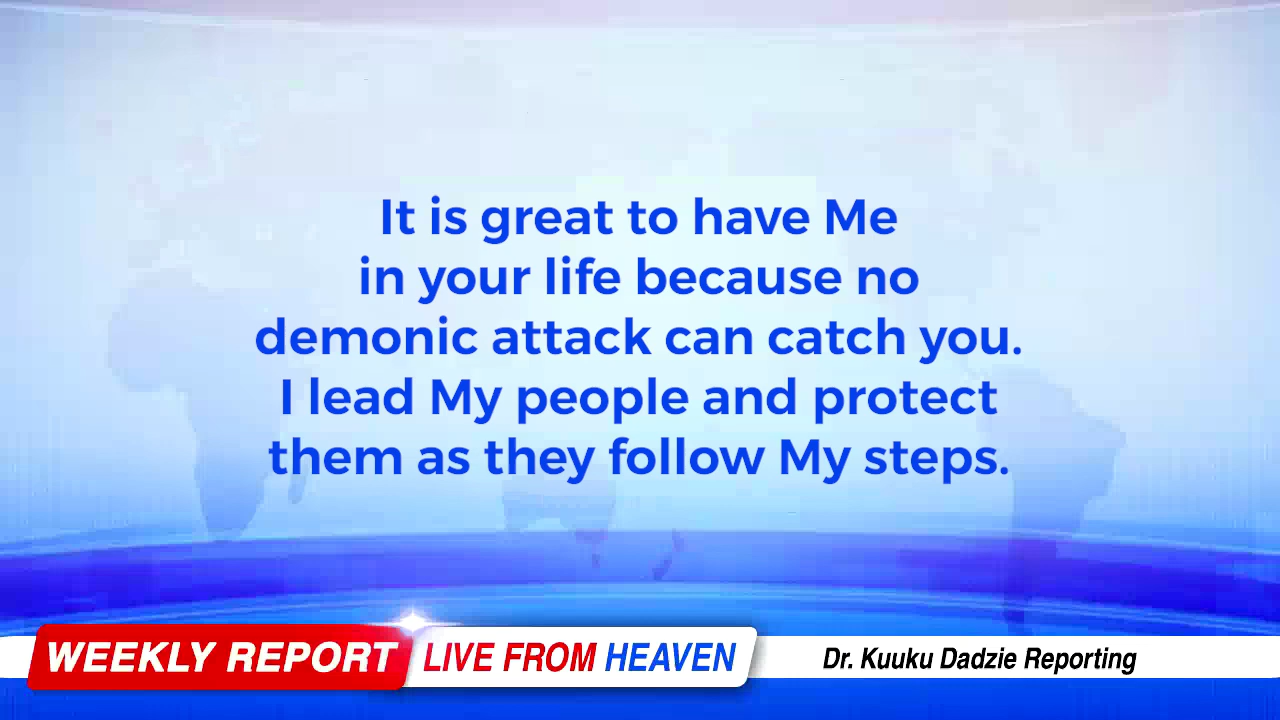 It is great to have Me
in your life because no
demonic attack can catch you.
I lead My people and protect
them as they follow My steps.
WEEKLY REPORT LIVE FROM HEAVEN Dr. Kuuku Dadzie Reporting